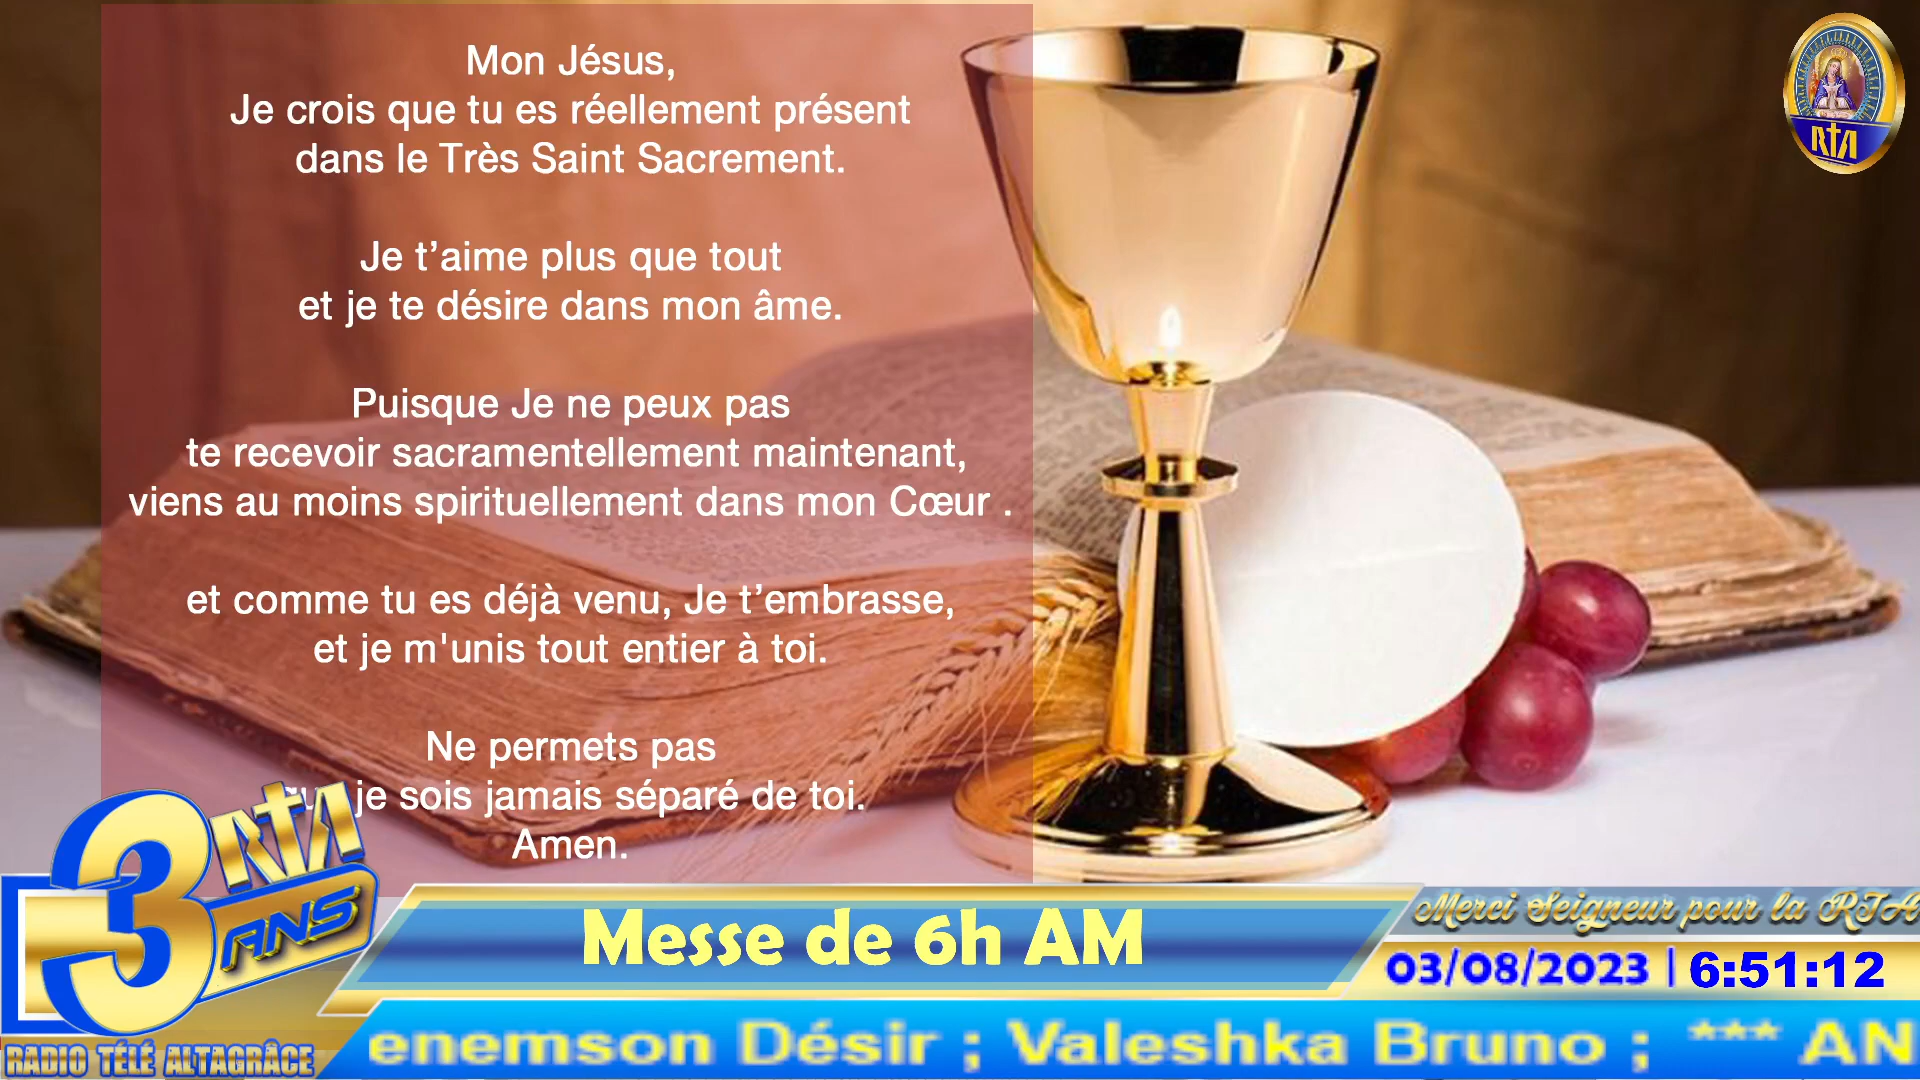 Mon Jésus,
Je crois que tu es réellement présent
dans le Très Saint Sacrement.
Je t’aime plus que tout
et je te désire dans mon âme.
Puisque Je ne peux pas
te recevoir sacramentellement maintenant,
viens au moins spirituellement dans mon Cœur .
et comme tu es déjà venu, Je t’embrasse,
et je m'unis tout entier à toi.
Ne permets pas
je sois jamais séparé de toi.
Amen.
RTA
3 RTA
ANS
RADIO TÉLÉ ALTAGRÂCE
Messe de 6h AM
Merci Seigneur pour la RTA
03/08/2023 | 6:51:12
enemson Désir ; Valeshka Bruno ; *** AN